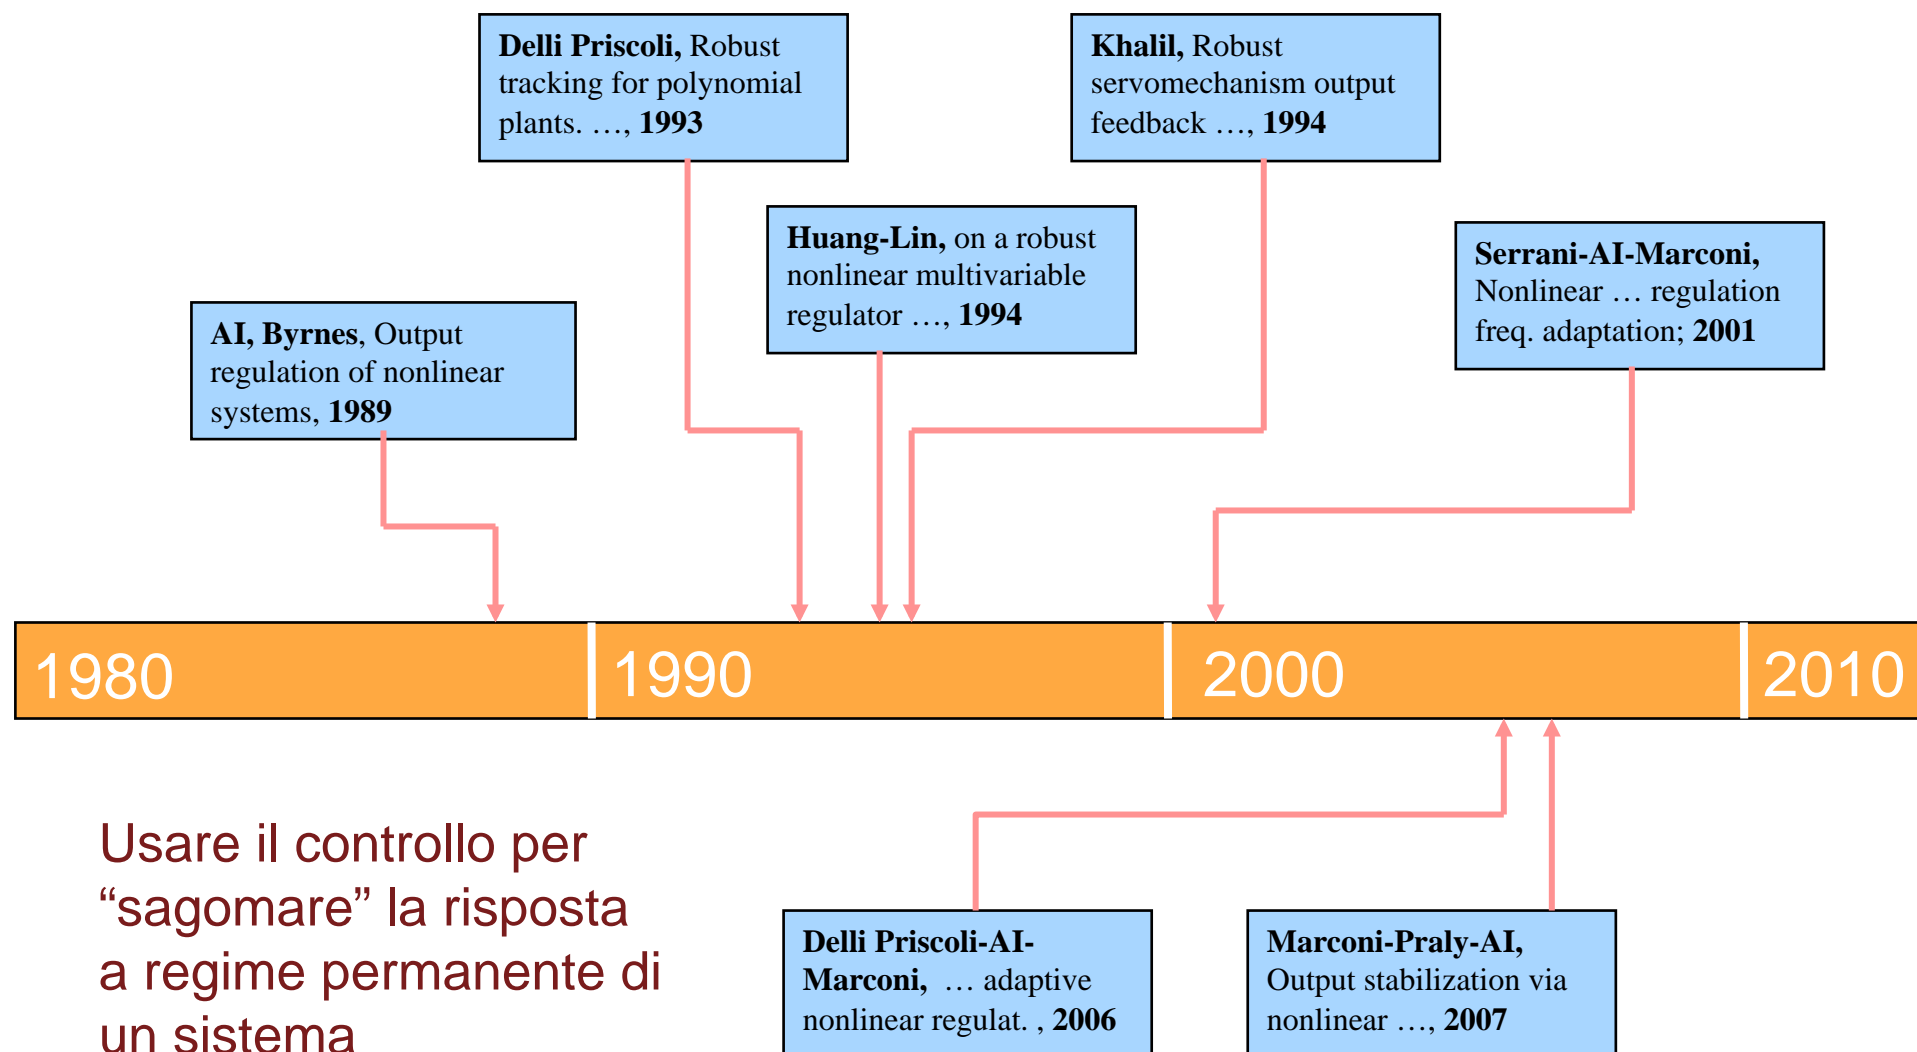 Delli Priscoli, Robust
tracking for polynomial
plants. …, 1993
Khalil, Robust
servomechanism output
feedback …, 1994
Huang-Lin, on a robust
nonlinear multivariable
regulator …, 1994
Serrani-AI-Marconi,
Nonlinear … regulation
freq. adaptation; 2001
AI, Byrnes, Output
regulation of nonlinear
systems, 1989
1980
1990
2000
2010
Usare il controllo per
“sagomare” la risposta
a regime permanente di
un sistema
Delli Priscoli-AI-
Marconi, … adaptive
nonlinear regulat. , 2006
Marconi-Praly-AI,
Output stabilization via
nonlinear …, 2007